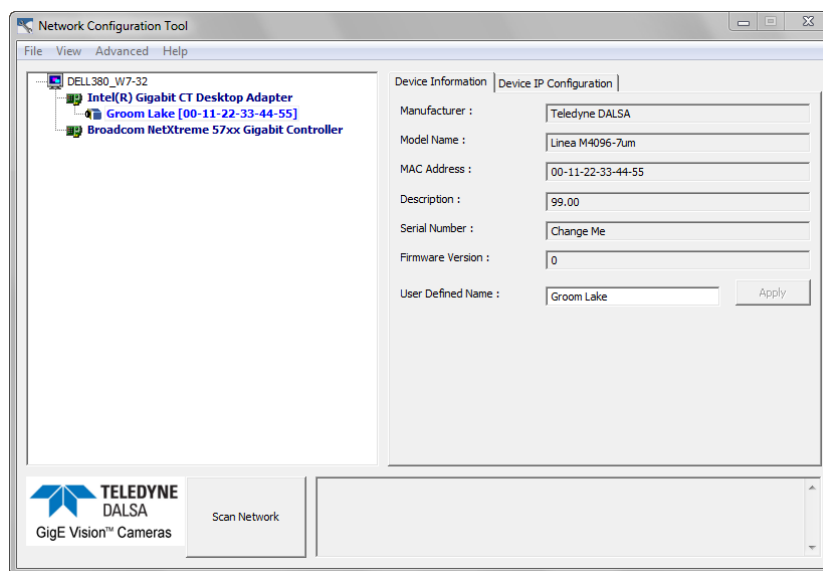 Network Configuration Tool
File View Advanced Help
DELL380_W7-32
Intel(R) Gigabit CT Desktop Adapter
Groom Lake [00-11-22-33-44-55]
Broadcom NetXtreme 57xx Gigabit Controller
Device Information Device IP Configuration
Manufacturer : Teledyne DALSA
Model Name : Linea M4096-7um
MAC Address : 00-11-22-33-44-55
Description : 99.00
Serial Number : Change Me
Firmware Version : 0
User Defined Name : Groom Lake Apply
TELEDYNE
DALSA
GigE Vision™ Cameras
Scan Network